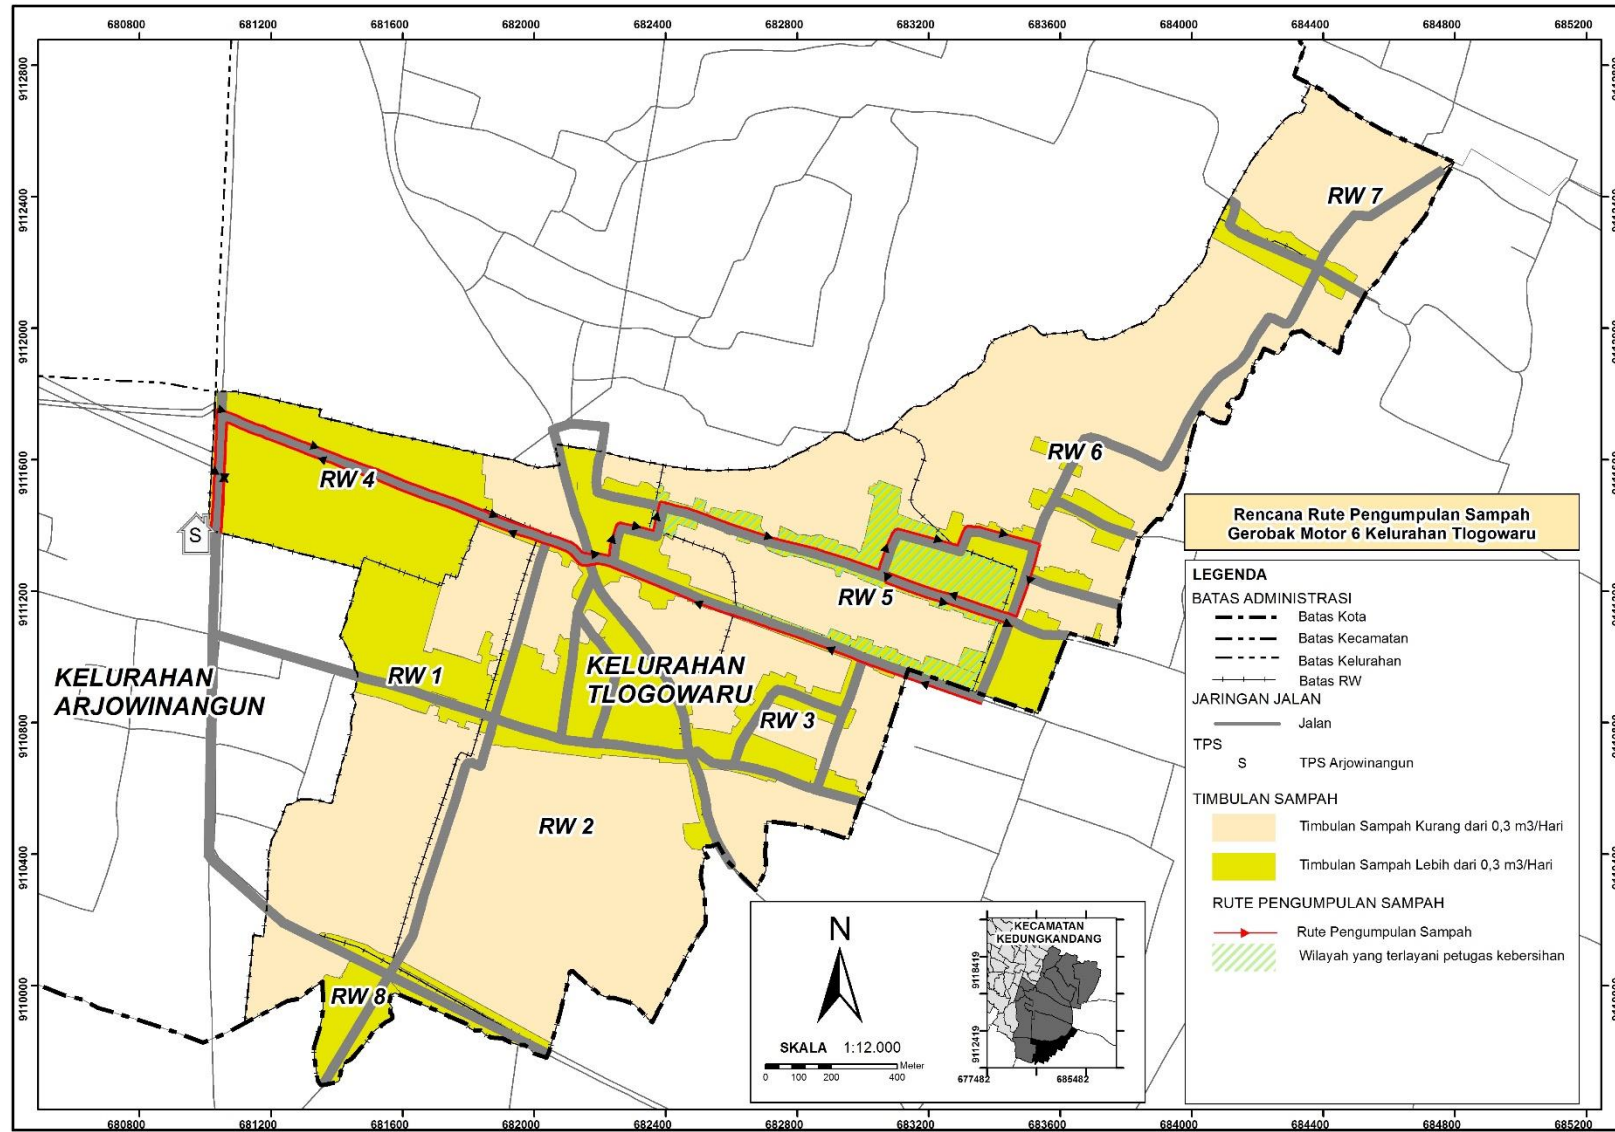 680800 681200 681600 682000 682400 682800 683200 683600 684000 684400 684800 685200
9112800
9112400
9112000
9111600
9111200
9110800
9110400
9110000
RW 7
RW 6
RW 4
RW 5
RW 1
KELURAHAN
TLOGOWARU
KELURAHAN
ARJOWINANGUN
RW 3
RW 2
RW 8
S
Rencana Rute Pengumpulan Sampah
Gerobak Motor 6 Kelurahan Tlogowaru
LEGENDA
BATAS ADMINISTRASI
Batas Kota
Batas Kecamatan
Batas Kelurahan
Batas RW
JARINGAN JALAN
Jalan
TPS
S TPS Arjowinangun
TIMBULAN SAMPAH
Timbulan Sampah Kurang dari 0,3 m3/Hari
Timbulan Sampah Lebih dari 0,3 m3/Hari
RUTE PENGUMPULAN SAMPAH
Rute Pengumpulan Sampah
Wilayah yang terlayani petugas kebersihan
N
SKALA 1:12.000
0 100 200 400 Meter
KECAMATAN
KEDUNGKANDANG
9118419
9112419
677482 685482
680800 681200 681600 682000 682400 682800 683200 683600 684000 684400 684800 685200